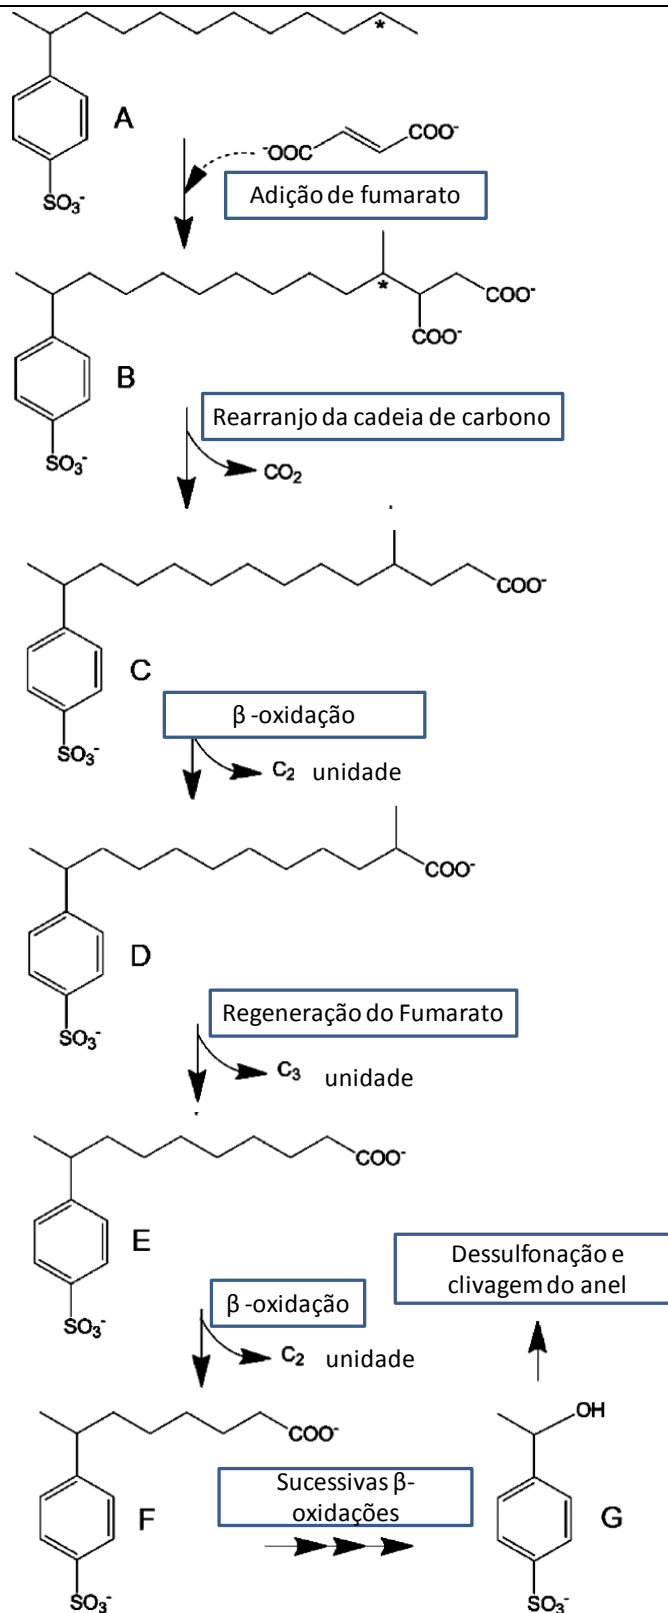 *
A
SO₃⁻
⁻OOC
COO⁻
Adição de fumarato
*
COO⁻
COO⁻
B
SO₃⁻
Rearranjo da cadeia de carbono
CO₂
COO⁻
C
SO₃⁻
β -oxidação
C₂ unidade
COO⁻
D
SO₃⁻
Regeneração do Fumarato
C₃ unidade
COO⁻
E
SO₃⁻
Dessulfonação e
clivagem do anel
β -oxidação
C₂ unidade
COO⁻
F
SO₃⁻
Sucessivas β-
oxidações
OH
G
SO₃⁻